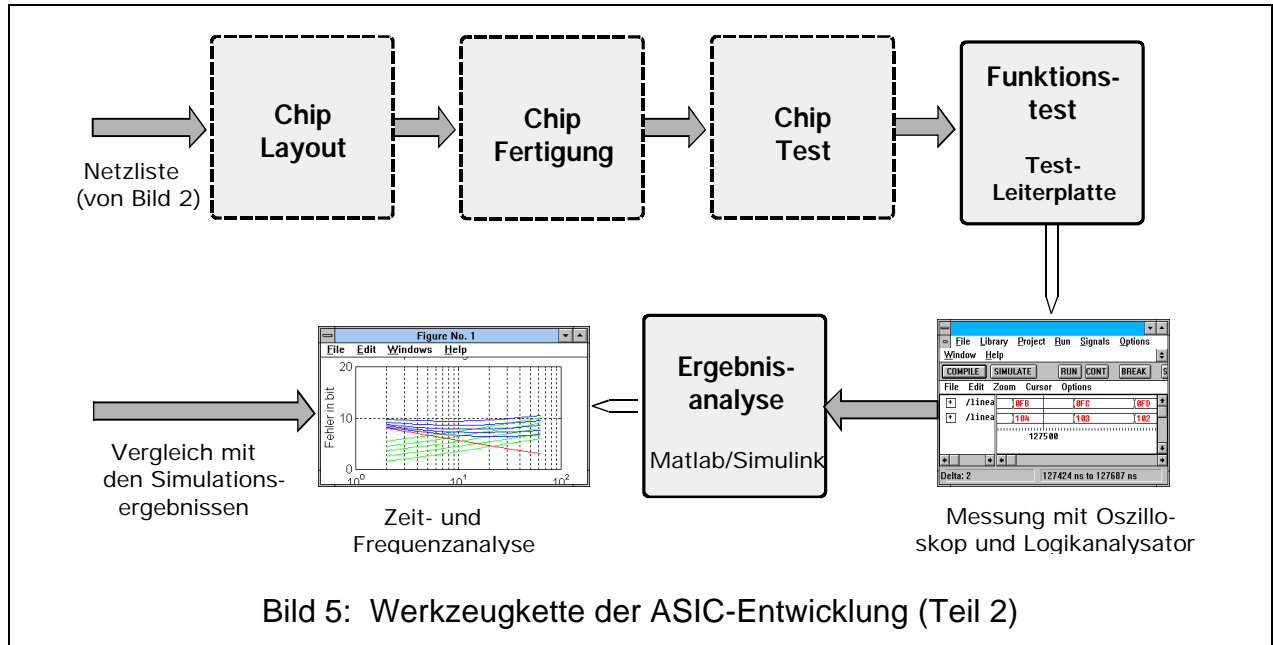 Chip
Layout
Chip
Fertigung
Chip
Test
Funktions-
test
Test-
Leiterplatte
Netzliste
(von Bild 2)
Figure No. 1
File Edit Windows Help
20
10
0
Fehler in bit
10^0 10^1 10^2
Zeit- und
Frequenzanalyse
Vergleich mit
den Simulations-
ergebnissen
Ergebnis-
analyse
Matlab/Simulink
File Library Project Run Signals Options
Window Help
COMPILE SIMULATE RUN CONT BREAK S
File Edit Zoom Cursor Options
+ /linea 0FB 0FC 0FD
+ /linea 104 103 102
127500
Delta: 2 127424 ns to 127687 ns
Messung mit Oszillo-
skop und Logikanalysator
Bild 5: Werkzeugkette der ASIC-Entwicklung (Teil 2)